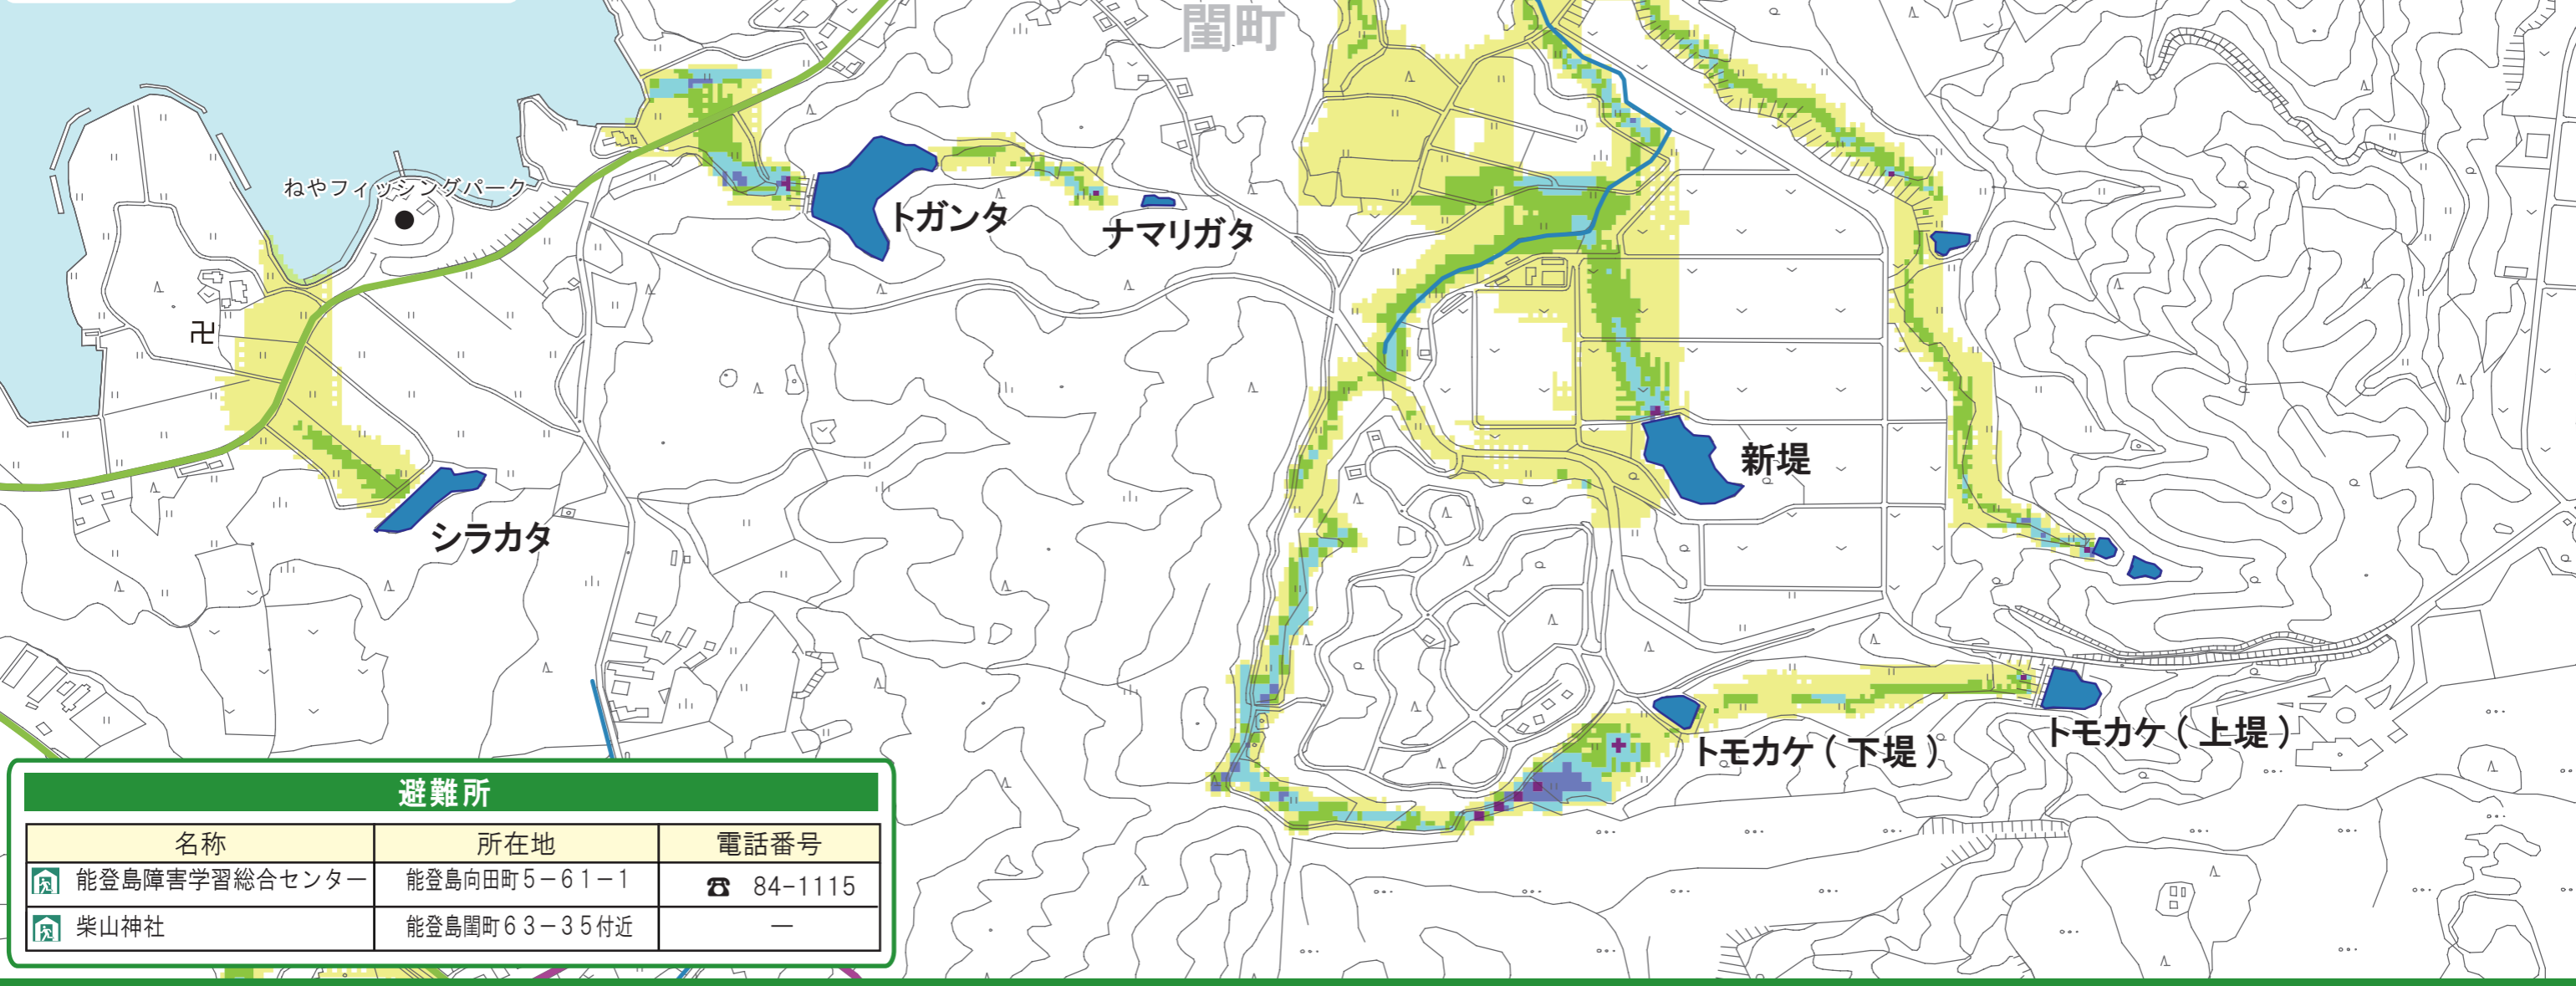 閨町
ねやフィッシングパーク
トガンタ
ナマリガタ
新堤
シラカタ
トモカケ(上堤)
トモカケ(下堤)
避難所
名称 所在地 電話番号
能登島障害学習総合センター 能登島向田町5-61-1 ☎ 84-1115
柴山神社 能登島閨町63-35付近 —